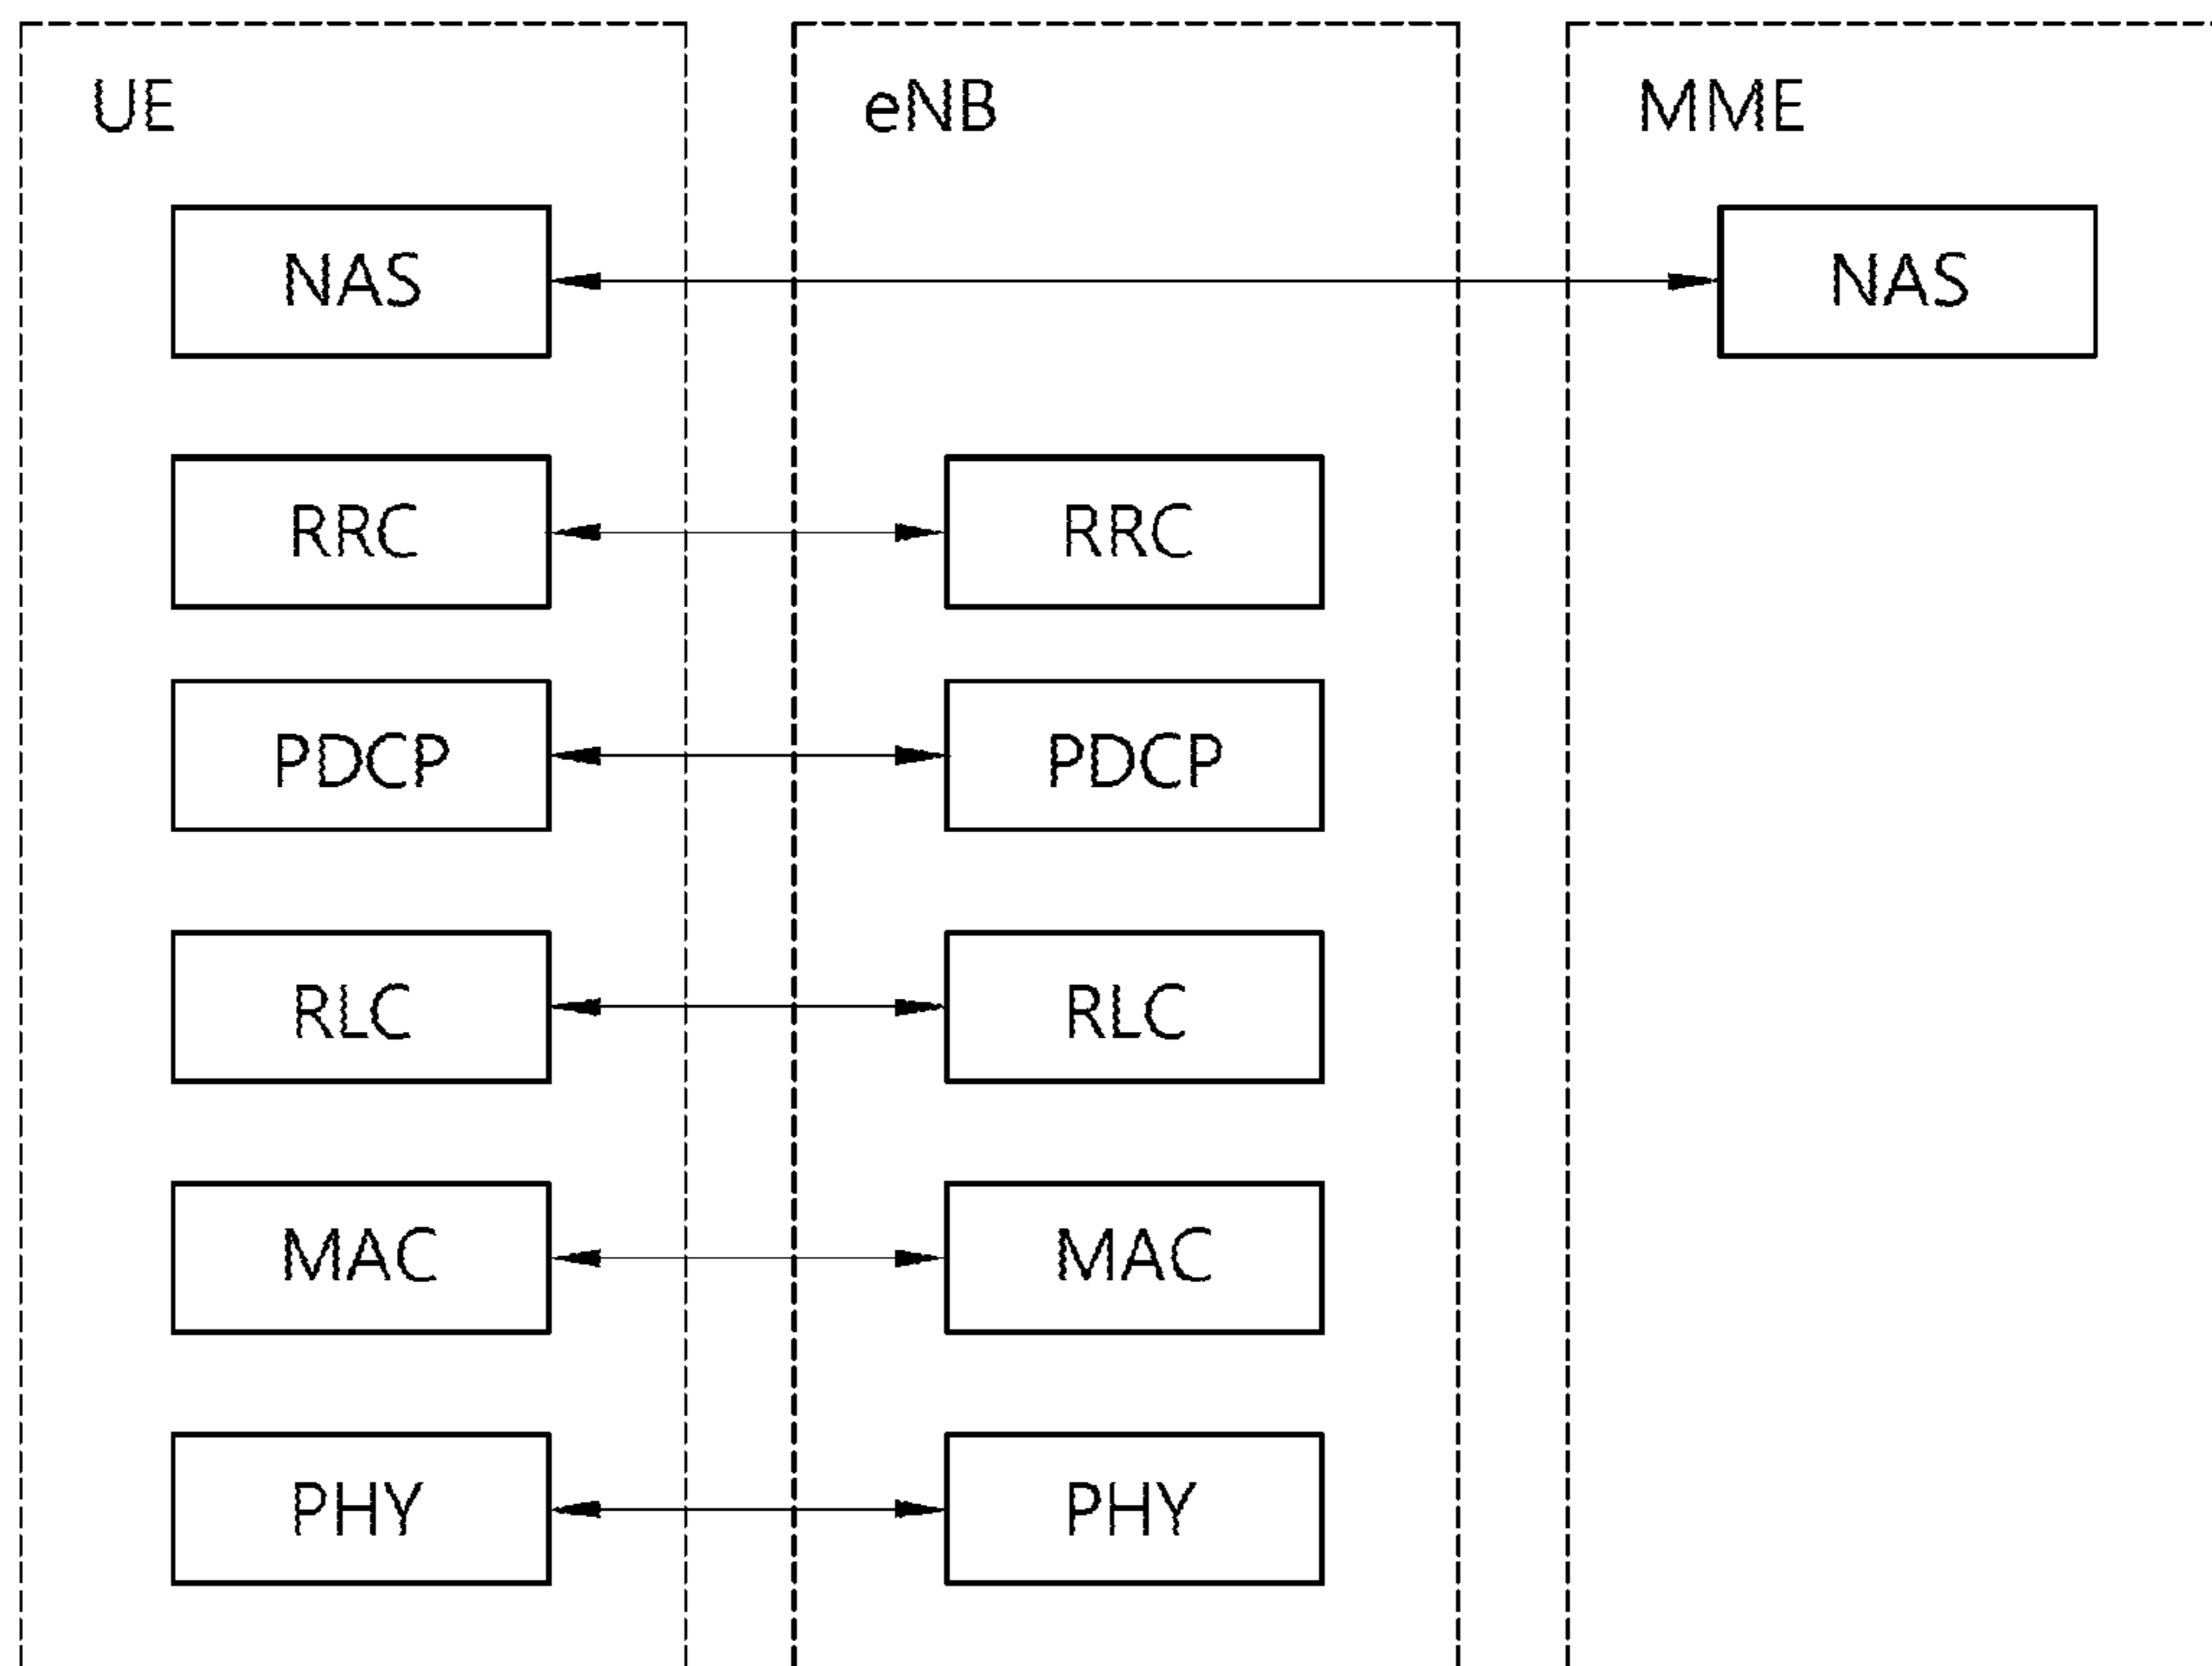 UE eNB MME
NAS NAS
RRC RRC
PDCP PDCP
RLC RLC
MAC MAC
PHY PHY